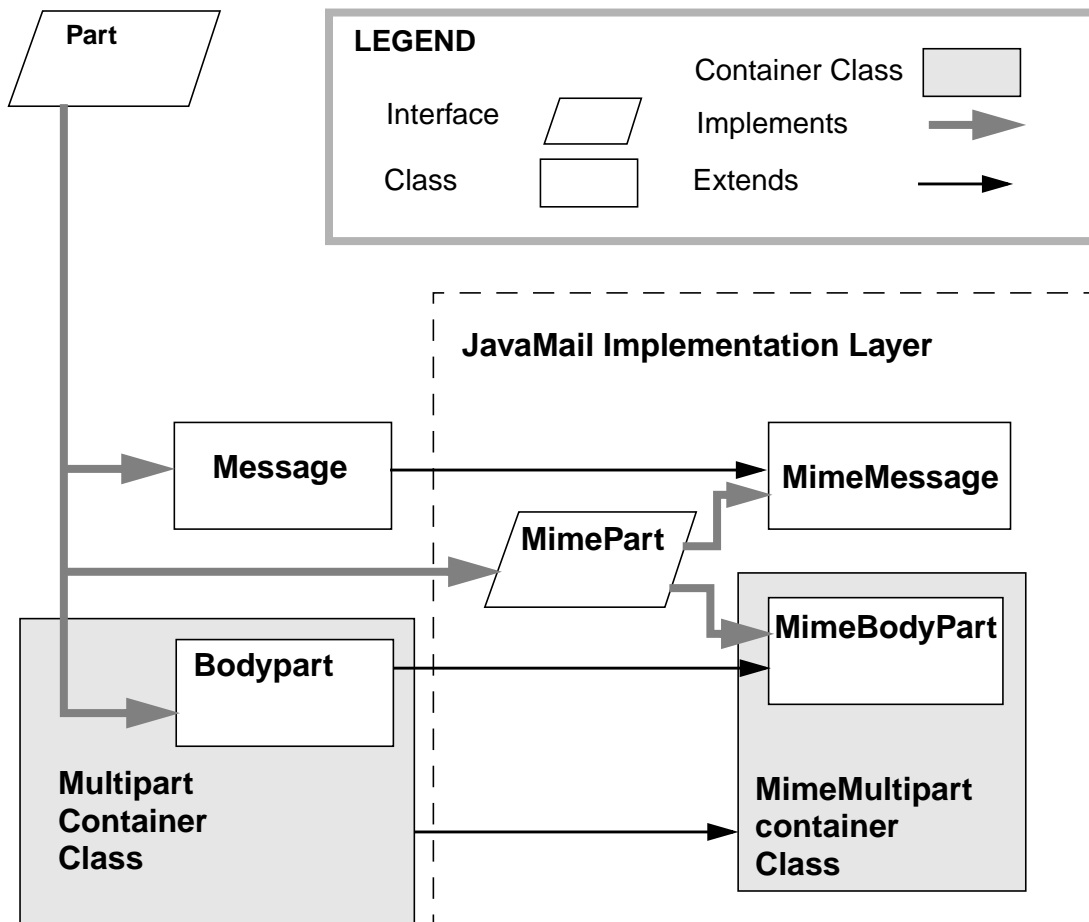 Part
LEGEND
Container Class
Interface
Implements
Class
Extends
JavaMail Implementation Layer
Message
MimeMessage
MimePart
MimeBodyPart
Bodypart
Multipart
Container
Class
MimeMultipart
container
Class